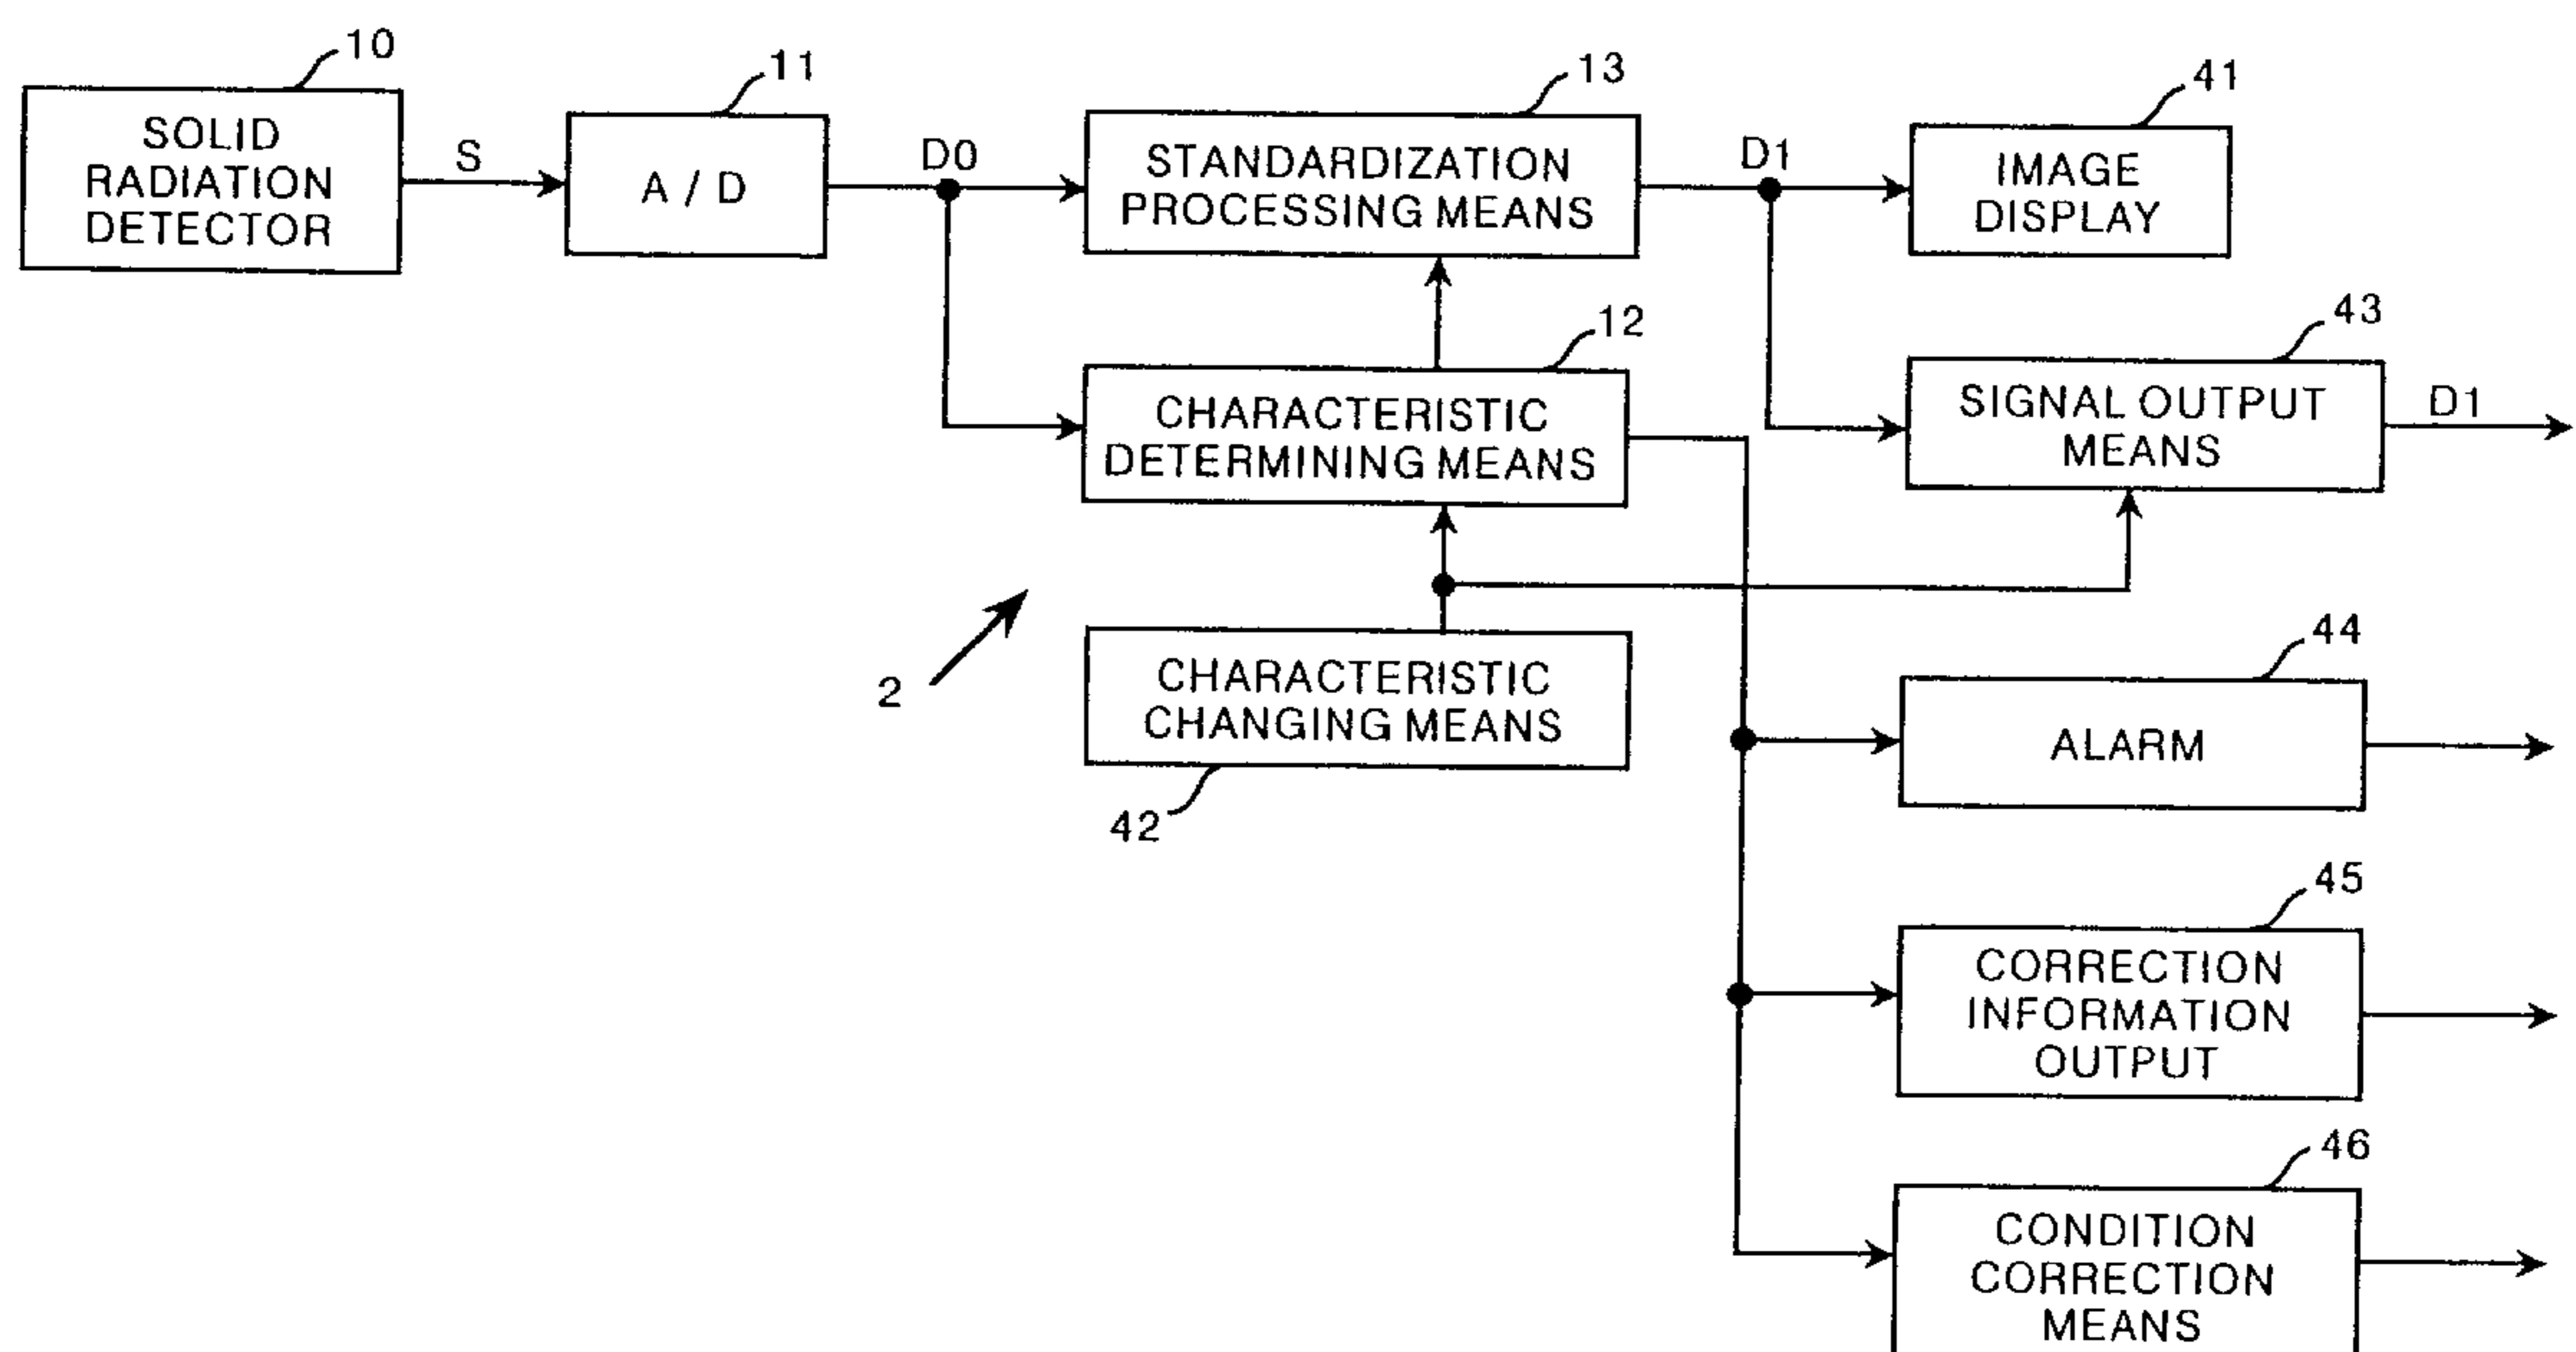 10
SOLID
RADIATION
DETECTOR
S
11
A / D
D0
13
STANDARDIZATION
PROCESSING MEANS
D1
41
IMAGE
DISPLAY
12
CHARACTERISTIC
DETERMINING MEANS
43
SIGNAL OUTPUT
MEANS
D1
2
CHARACTERISTIC
CHANGING MEANS
42
44
ALARM
45
CORRECTION
INFORMATION
OUTPUT
46
CONDITION
CORRECTION
MEANS